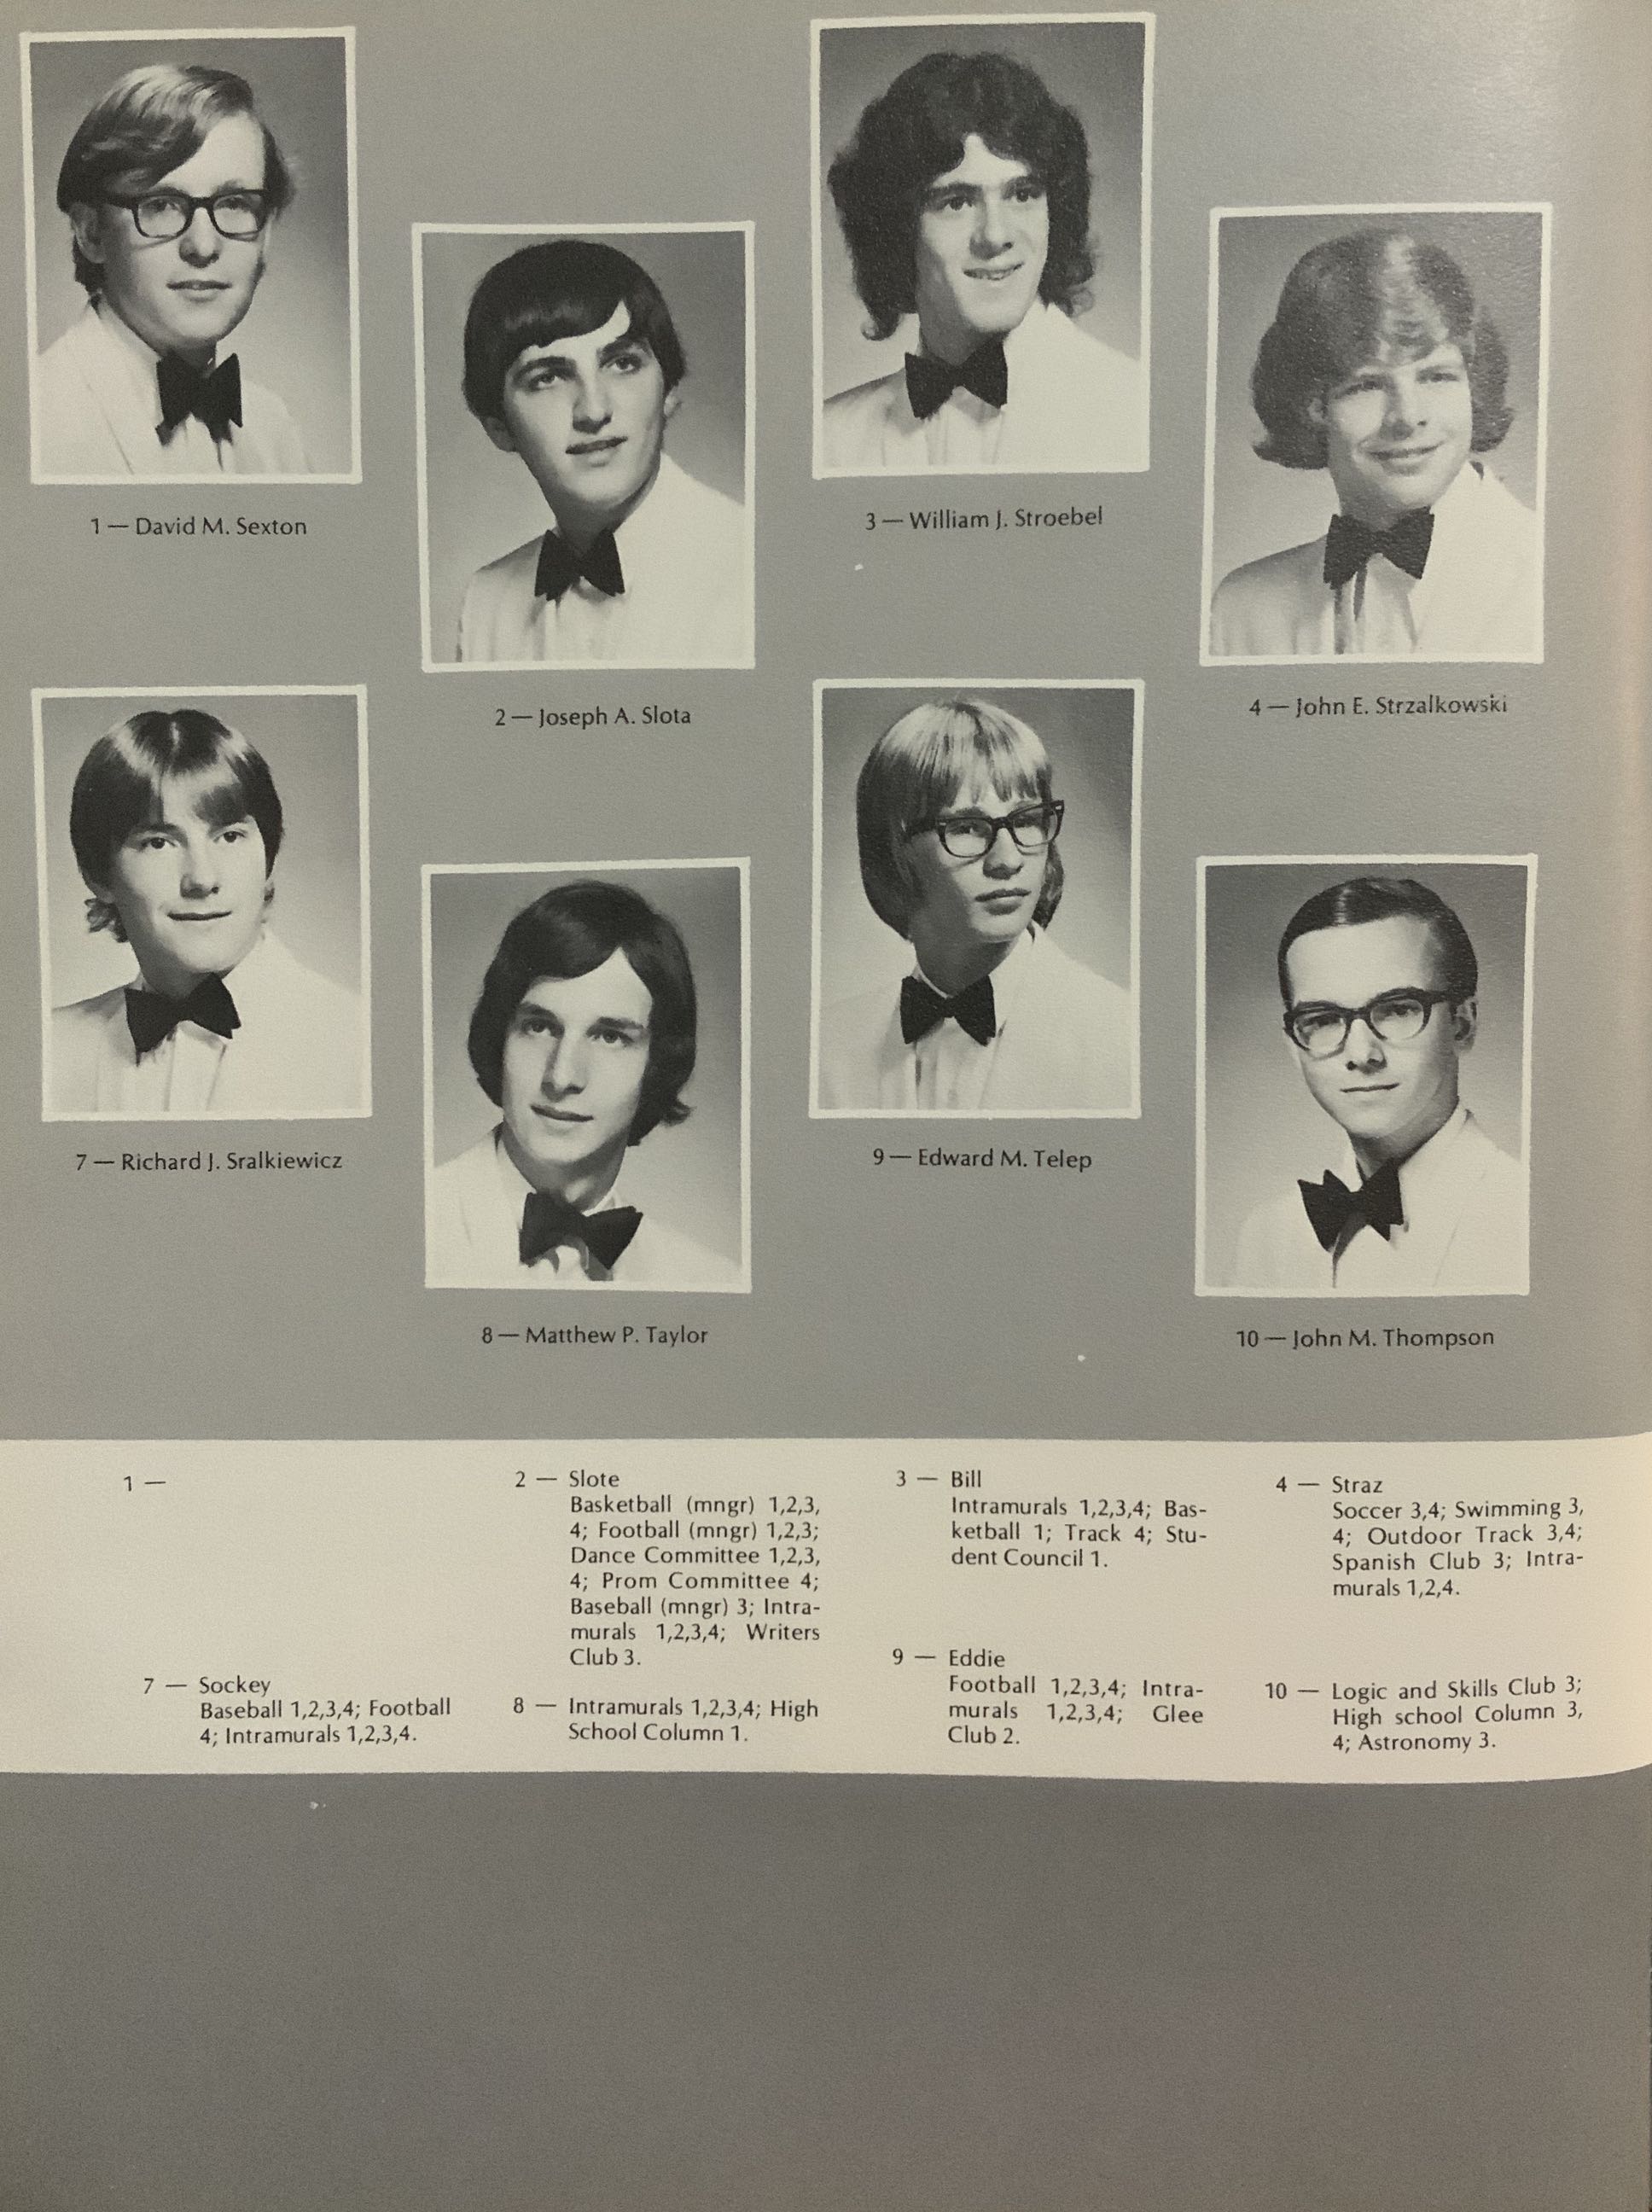 1 — David M. Sexton
3 — William J. Stroebel
2 — Joseph A. Slota
4 — John E. Strzalkowski
7 — Richard J. Sralkiewicz
9 — Edward M. Telep
8 — Matthew P. Taylor
10 — John M. Thompson
1 —
2 — Slote
Basketball (mngr) 1,2,3,
4; Football (mngr) 1,2,3;
Dance Committee 1,2,3,
4; Prom Committee 4;
Baseball (mngr) 3; Intra-
murals 1,2,3,4; Writers
Club 3.
3 — Bill
Intramurals 1,2,3,4; Bas-
ketball 1; Track 4; Stu-
dent Council 1.
4 — Straz
Soccer 3,4; Swimming 3,
4; Outdoor Track 3,4;
Spanish Club 3; Intra-
murals 1,2,4.
7 — Sockey
Baseball 1,2,3,4; Football
4; Intramurals 1,2,3,4.
8 — Intramurals 1,2,3,4; High
School Column 1.
9 — Eddie
Football 1,2,3,4; Intra-
murals 1,2,3,4; Glee
Club 2.
10 — Logic and Skills Club 3;
High school Column 3,
4; Astronomy 3.